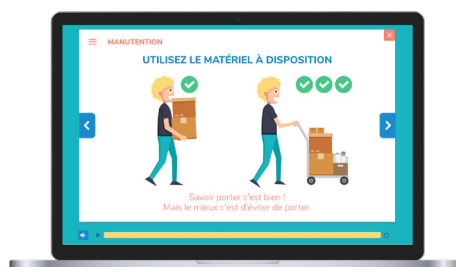 MANUTENTION
UTILISEZ LE MATÉRIEL À DISPOSITION
Savoir porter c'est bien !
Mais le mieux c'est d'éviter de porter.